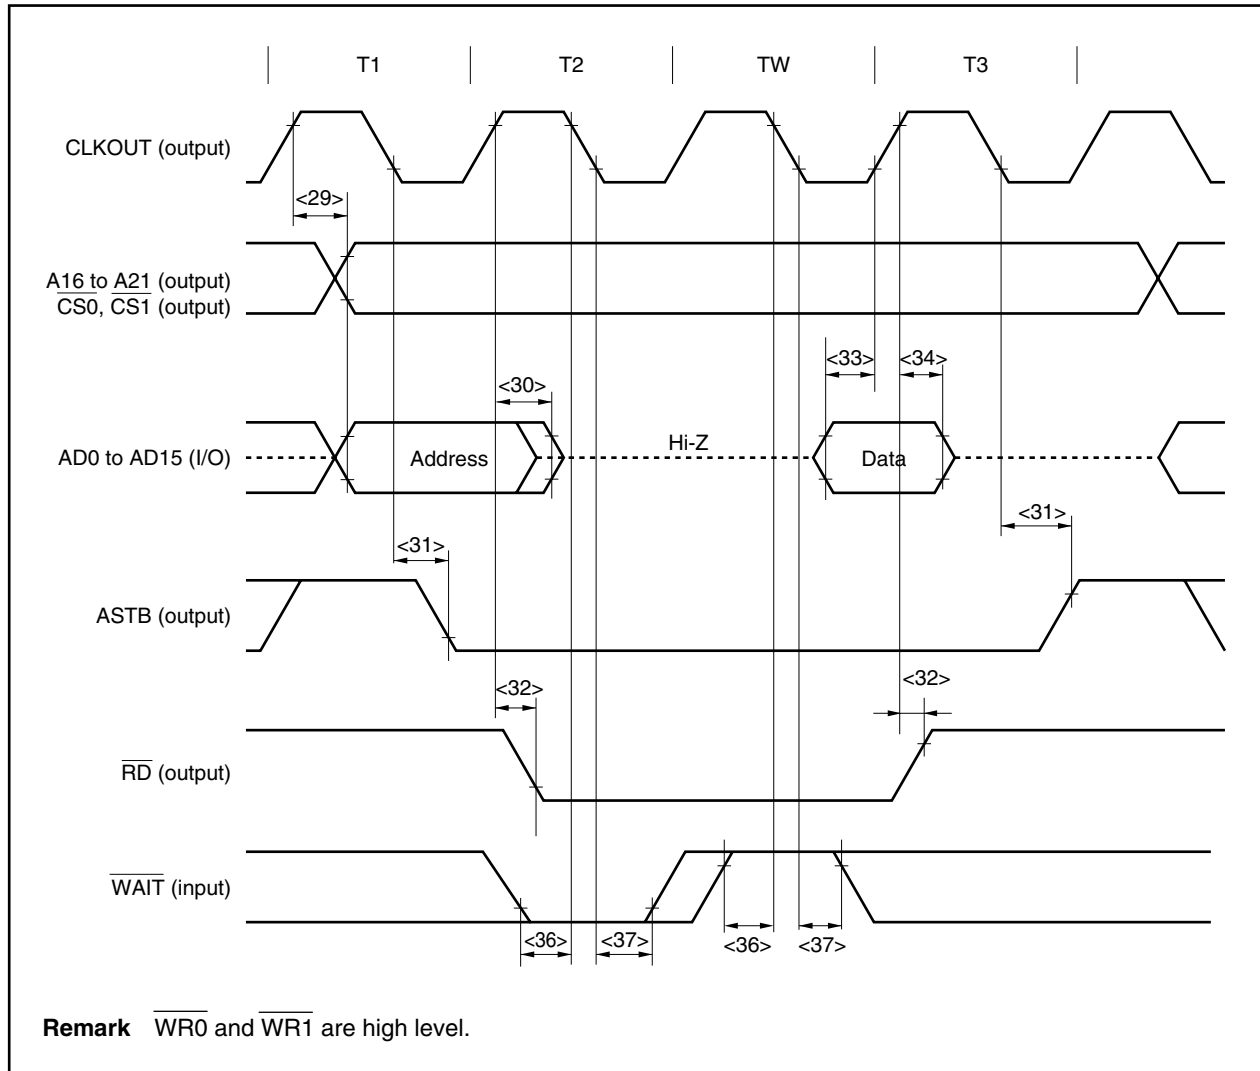 T1 T2 TW T3
CLKOUT (output)
<29>
A16 to A21 (output)
CS0, CS1 (output)
<33> <34>
<30>
Hi-Z
AD0 to AD15 (I/O) Address Data
<31>
<31>
ASTB (output)
<32>
<32>
RD (output)
WAIT (input)
<36> <37> <36> <37>
Remark WR0 and WR1 are high level.